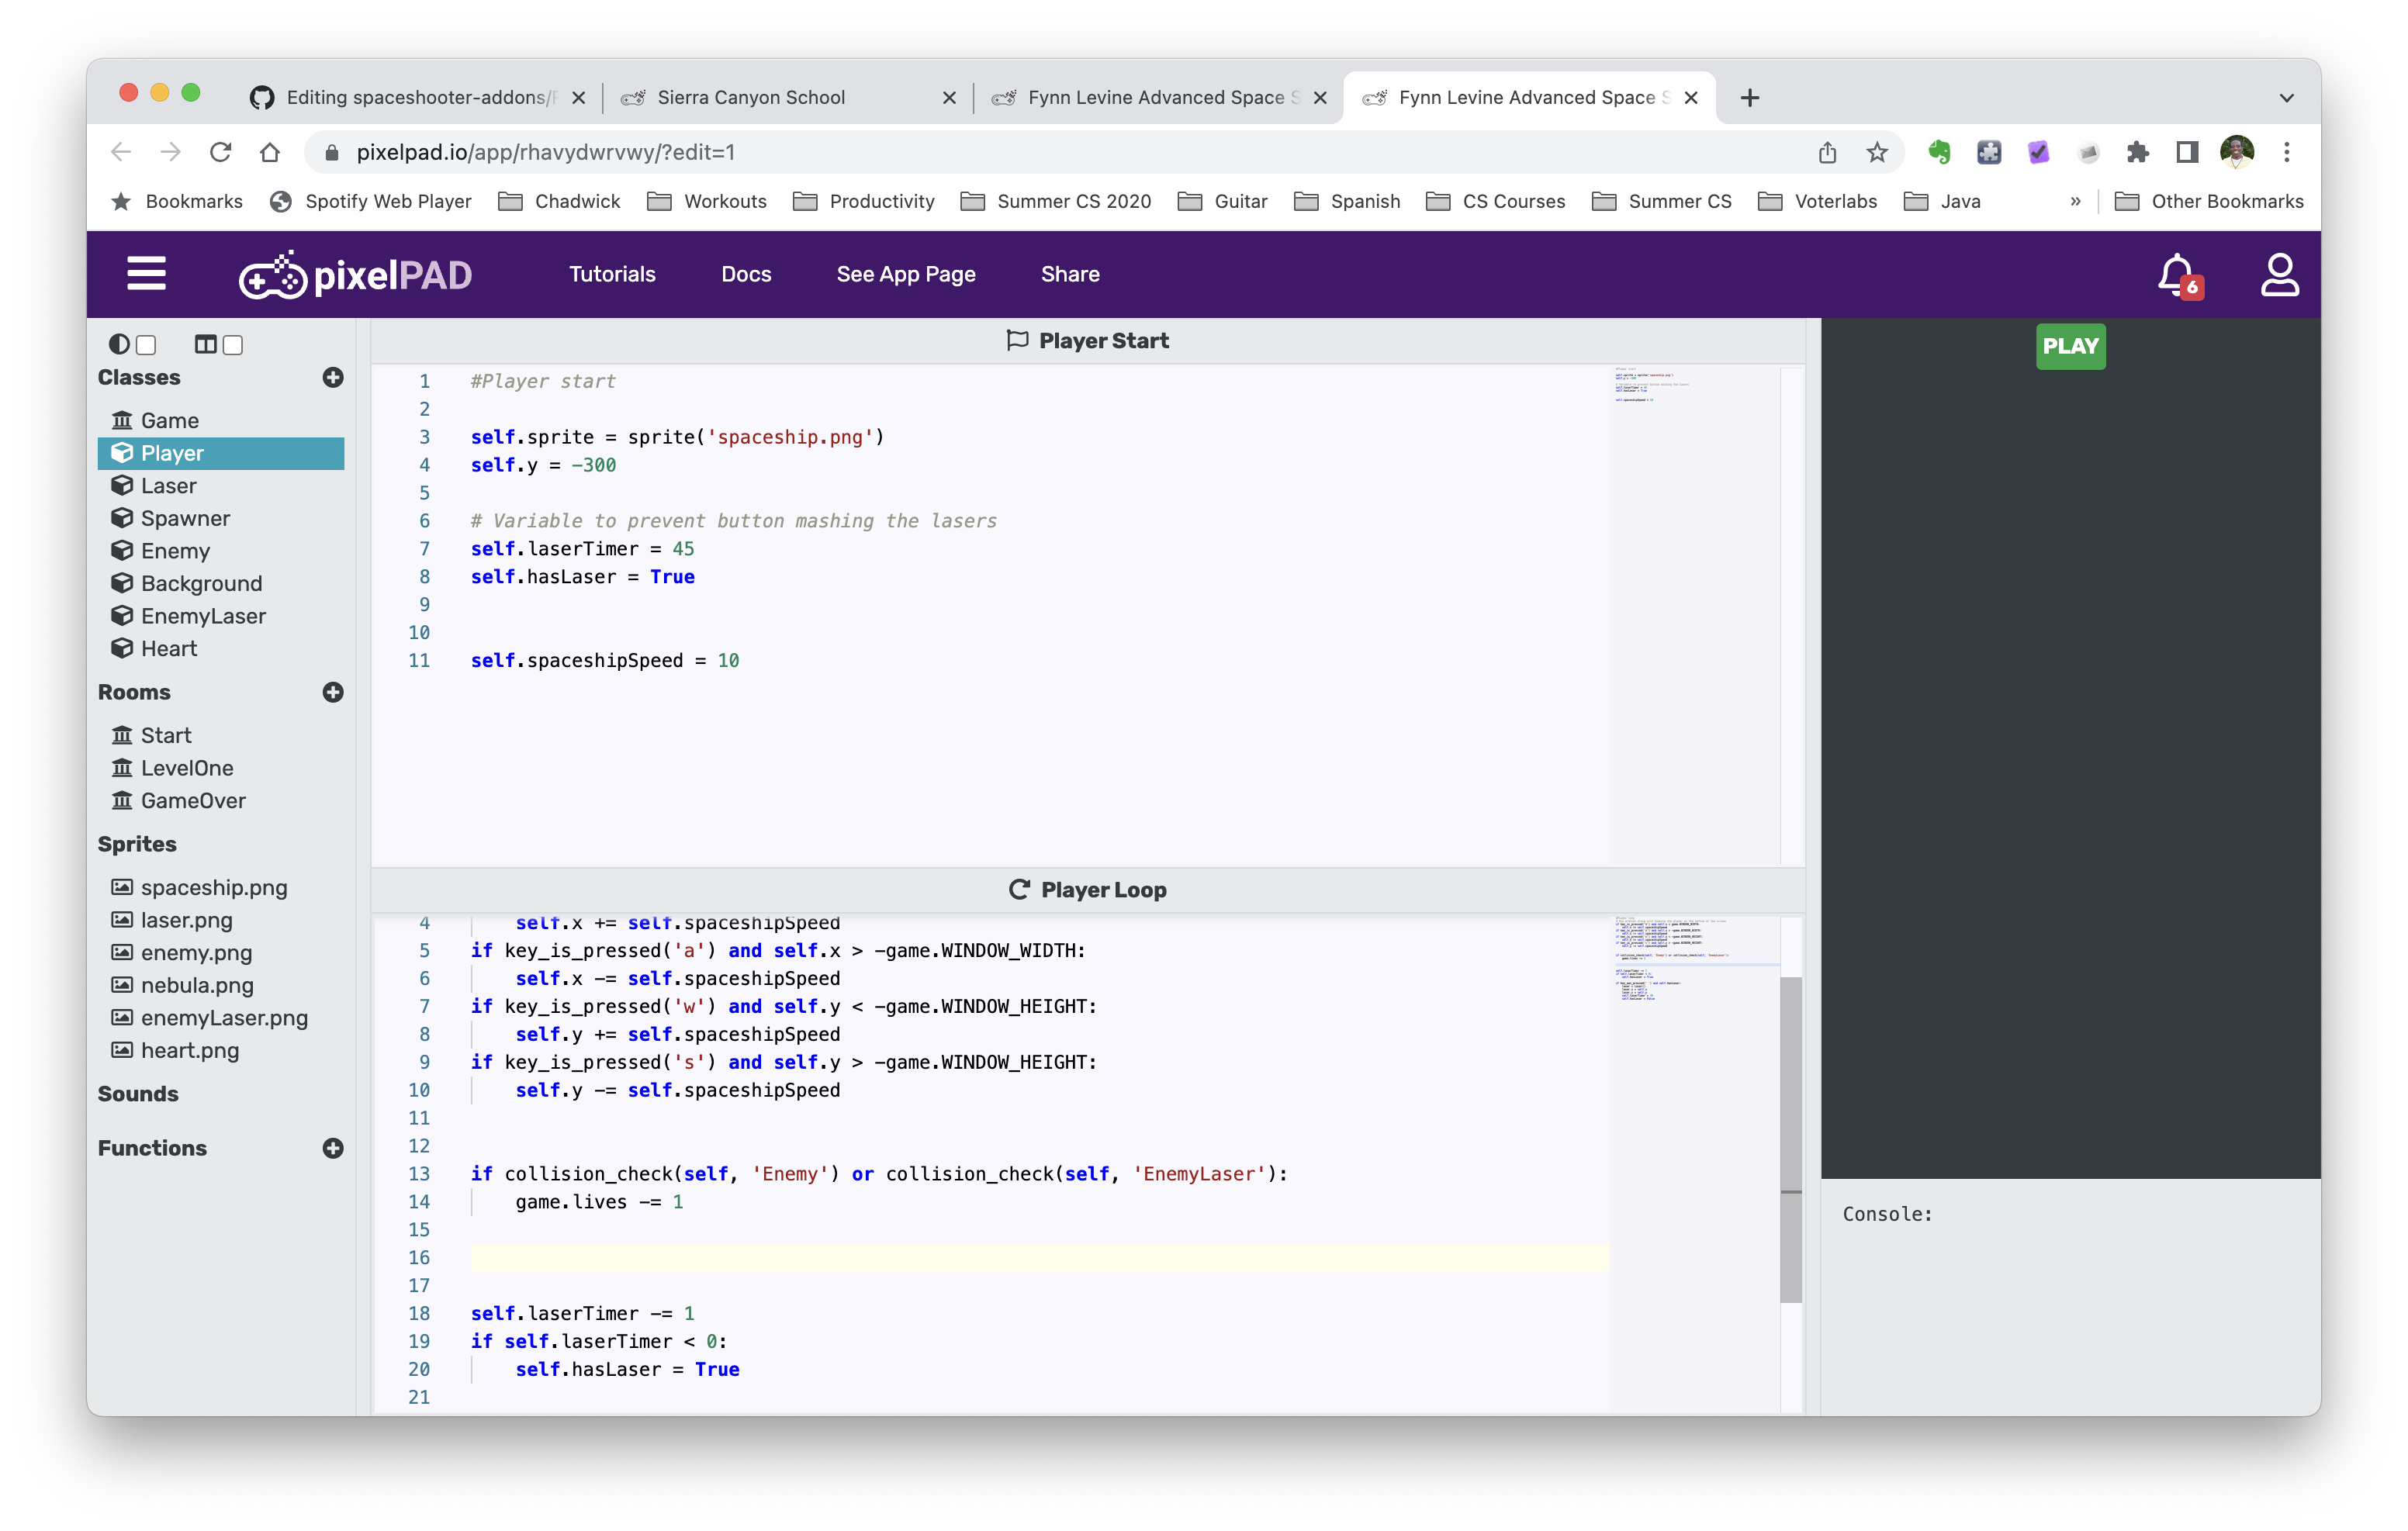 Editing spaceshooter-addons/
Sierra Canyon School
Fynn Levine Advanced Space S
Fynn Levine Advanced Space S
pixelpad.io/app/rhavydwrvwy/?edit=1
Bookmarks
Spotify Web Player
Chadwick
Workouts
Productivity
Summer CS 2020
Guitar
Spanish
CS Courses
Summer CS
Voterlabs
Java
»
Other Bookmarks
pixelPAD
Tutorials
Docs
See App Page
Share
6
Classes
Game
Player
Laser
Spawner
Enemy
Background
EnemyLaser
Heart
Rooms
Start
LevelOne
GameOver
Sprites
spaceship.png
laser.png
enemy.png
nebula.png
enemyLaser.png
heart.png
Sounds
Functions
Player Start
1 #Player start
2
3 self.sprite = sprite('spaceship.png')
4 self.y = -300
5
6 # Variable to prevent button mashing the lasers
7 self.laserTimer = 45
8 self.hasLaser = True
9
10
11 self.spaceshipSpeed = 10
Player Loop
4 self.x += self.spaceshipSpeed
5 if key_is_pressed('a') and self.x > -game.WINDOW_WIDTH:
6 self.x -= self.spaceshipSpeed
7 if key_is_pressed('w') and self.y < -game.WINDOW_HEIGHT:
8 self.y += self.spaceshipSpeed
9 if key_is_pressed('s') and self.y > -game.WINDOW_HEIGHT:
10 self.y -= self.spaceshipSpeed
11
12
13 if collision_check(self, 'Enemy') or collision_check(self, 'EnemyLaser'):
14 game.lives -= 1
15
16
17
18 self.laserTimer -= 1
19 if self.laserTimer < 0:
20 self.hasLaser = True
21
PLAY
Console: